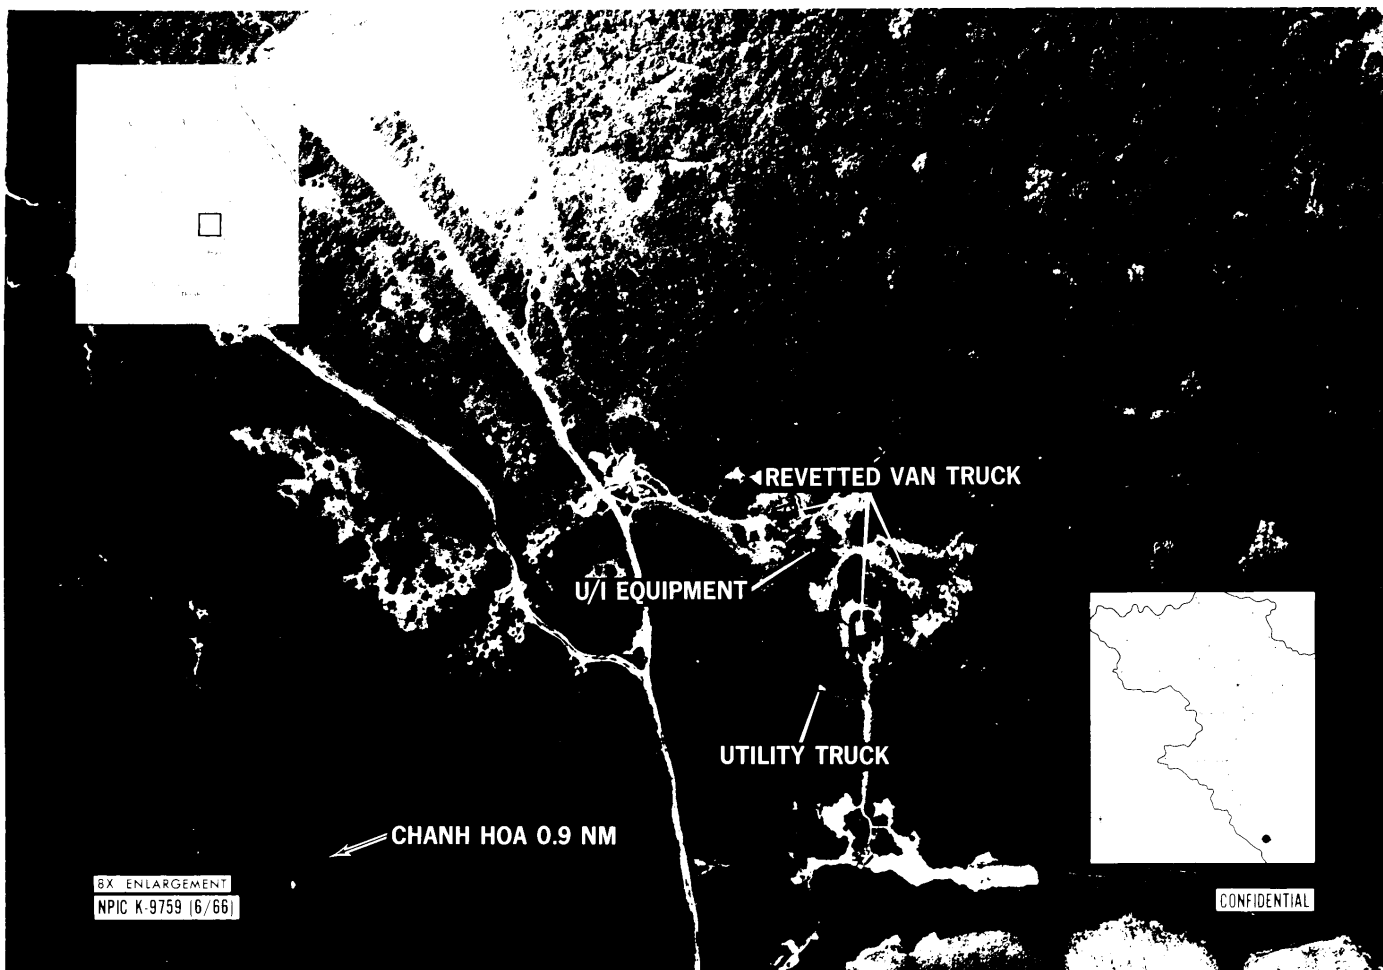 REVETTED VAN TRUCK
U/I EQUIPMENT
UTILITY TRUCK
CHANH HOA 0.9 NM
8X ENLARGEMENT
NPIC K-9759 (6/66)
CONFIDENTIAL